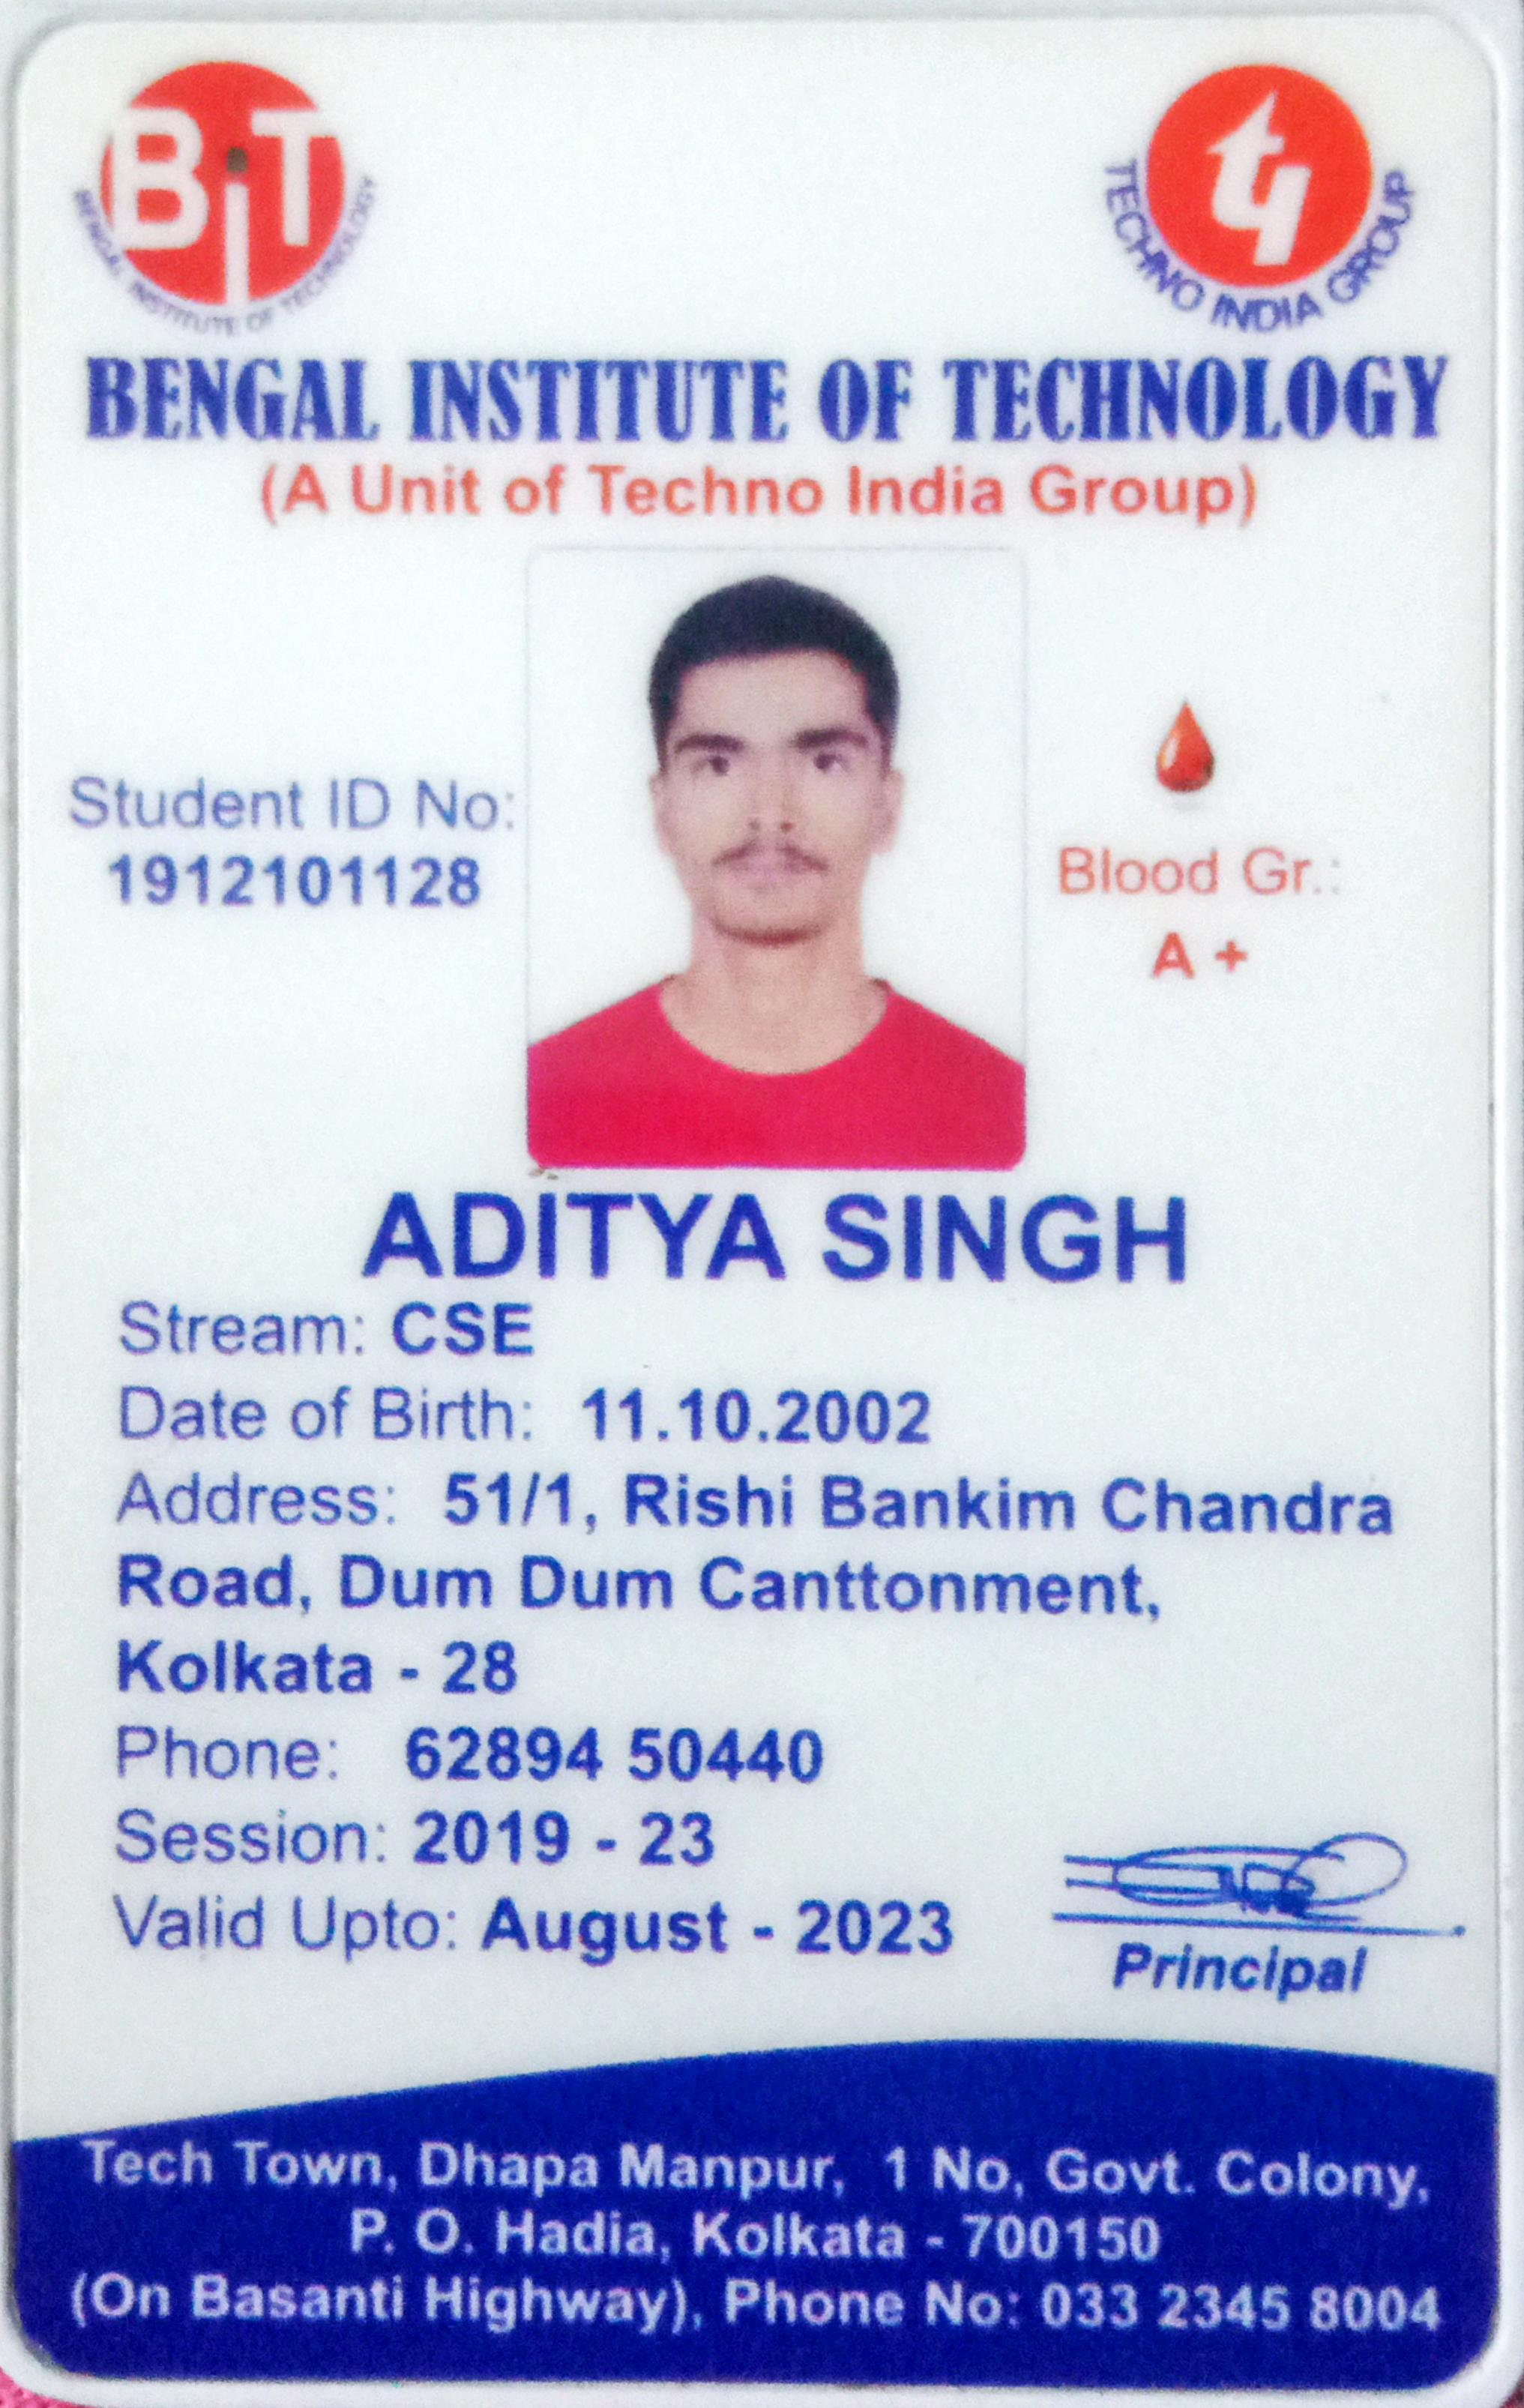 BiT
BENGAL INSTITUTE OF TECHNOLOGY
TECHNO INDIA GROUP
BENGAL INSTITUTE OF TECHNOLOGY
(A Unit of Techno India Group)
Student ID No:
1912101128
Blood Gr.:
A +
ADITYA SINGH
Stream: CSE
Date of Birth: 11.10.2002
Address: 51/1, Rishi Bankim Chandra
Road, Dum Dum Canttonment,
Kolkata - 28
Phone: 62894 50440
Session: 2019 - 23
Valid Upto: August - 2023
Principal
Tech Town, Dhapa Manpur, 1 No, Govt. Colony,
P. O. Hadia, Kolkata - 700150
(On Basanti Highway), Phone No: 033 2345 8004